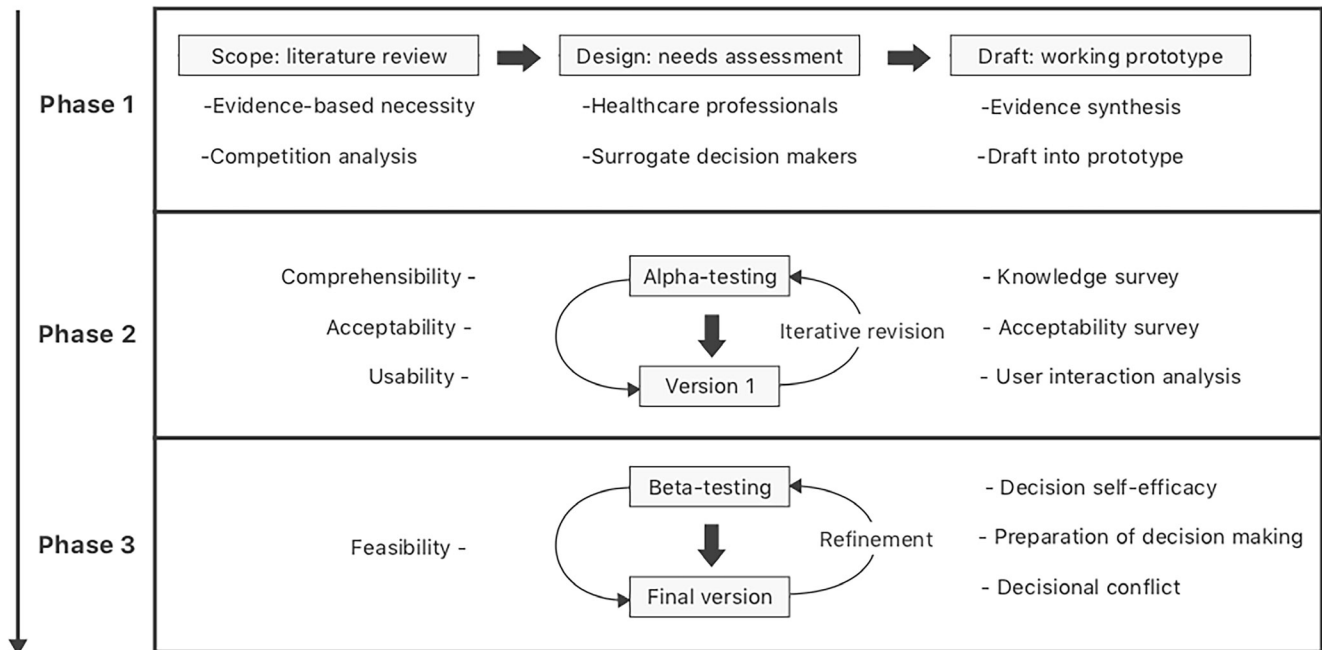 Phase 1
Scope: literature review
-Evidence-based necessity
-Competition analysis
Design: needs assessment
-Healthcare professionals
-Surrogate decision makers
Draft: working prototype
-Evidence synthesis
-Draft into prototype
Phase 2
Comprehensibility -
Acceptability -
Usability -
Alpha-testing
Iterative revision
Version 1
- Knowledge survey
- Acceptability survey
- User interaction analysis
Phase 3
Feasibility -
Beta-testing
Refinement
Final version
- Decision self-efficacy
- Preparation of decision making
- Decisional conflict